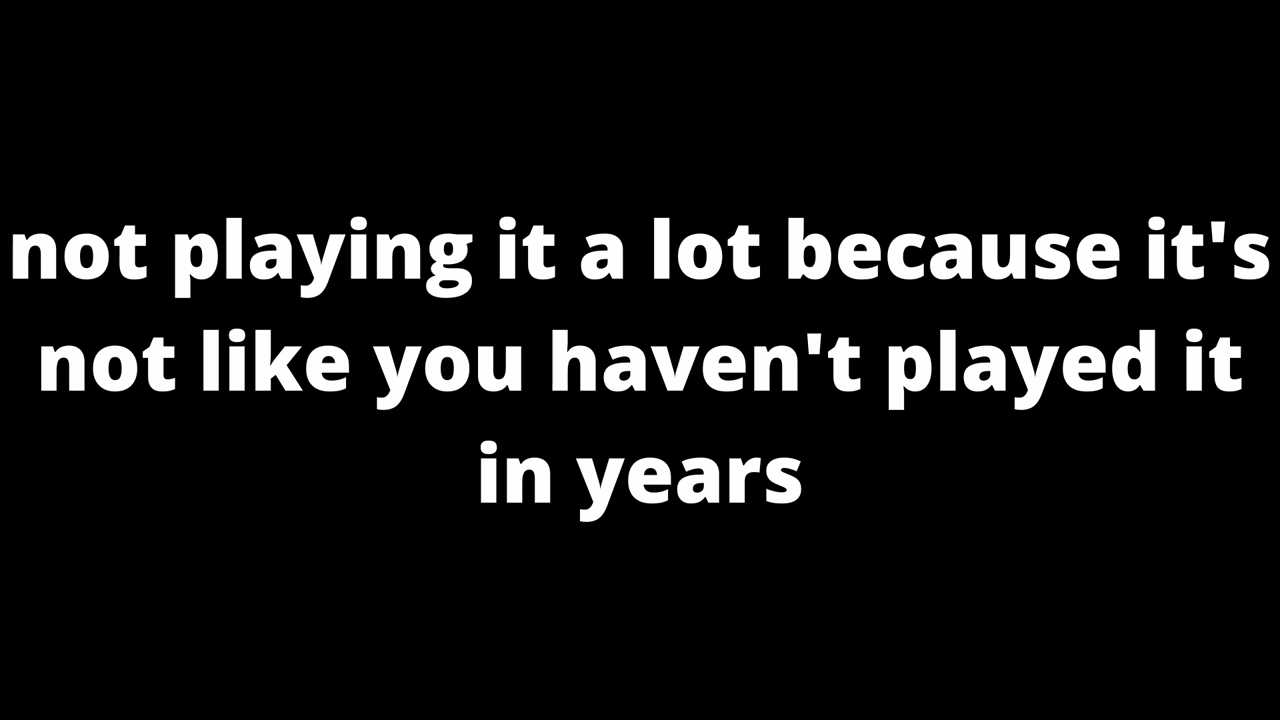 not playing it a lot because it's
not like you haven't played it
in years